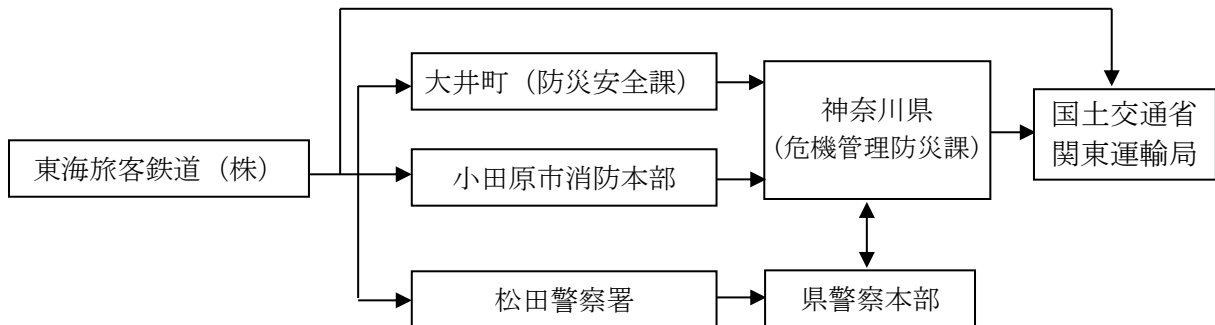 大井町（防災安全課）
神奈川県
（危機管理防災課）
国土交通省
関東運輸局
東海旅客鉄道（株）
小田原市消防本部
松田警察署
県警察本部